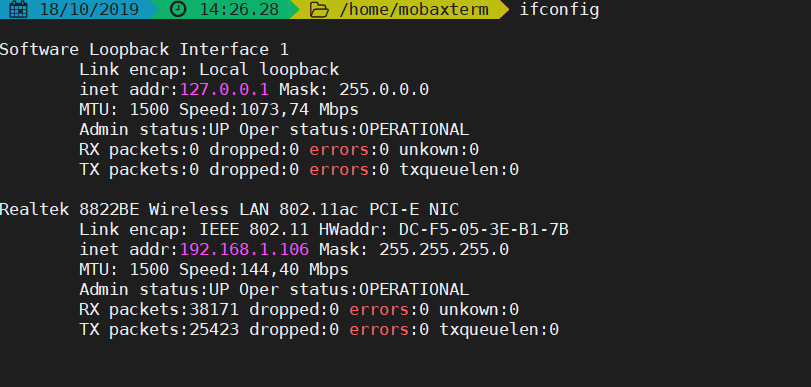 18/10/2019 14:26.28 /home/mobaxterm ifconfig
Software Loopback Interface 1
Link encap: Local loopback
inet addr:127.0.0.1 Mask: 255.0.0.0
MTU: 1500 Speed:1073,74 Mbps
Admin status:UP Oper status:OPERATIONAL
RX packets:0 dropped:0 errors:0 unkown:0
TX packets:0 dropped:0 errors:0 txqueuelen:0
Realtek 8822BE Wireless LAN 802.11ac PCI-E NIC
Link encap: IEEE 802.11 HWaddr: DC-F5-05-3E-B1-7B
inet addr:192.168.1.106 Mask: 255.255.255.0
MTU: 1500 Speed:144,40 Mbps
Admin status:UP Oper status:OPERATIONAL
RX packets:38171 dropped:0 errors:0 unkown:0
TX packets:25423 dropped:0 errors:0 txqueuelen:0